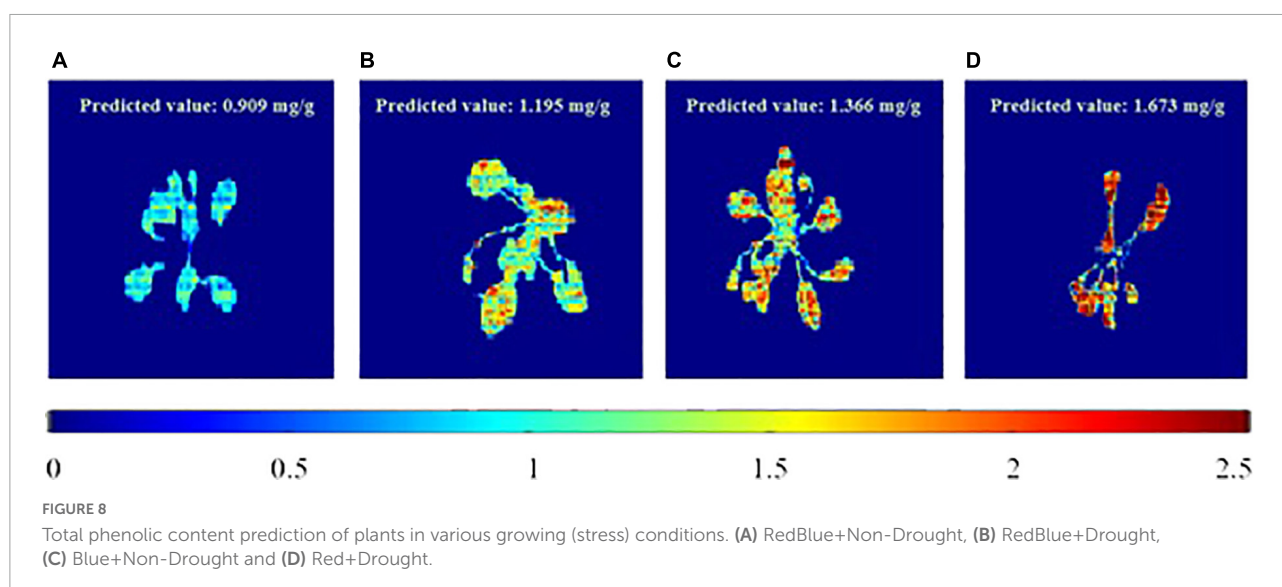 A B C D
Predicted value: 0.909 mg/g Predicted value: 1.195 mg/g Predicted value: 1.366 mg/g Predicted value: 1.673 mg/g
0 0.5 1 1.5 2 2.5
FIGURE 8
Total phenolic content prediction of plants in various growing (stress) conditions. (A) RedBlue+Non-Drought, (B) RedBlue+Drought,
(C) Blue+Non-Drought and (D) Red+Drought.